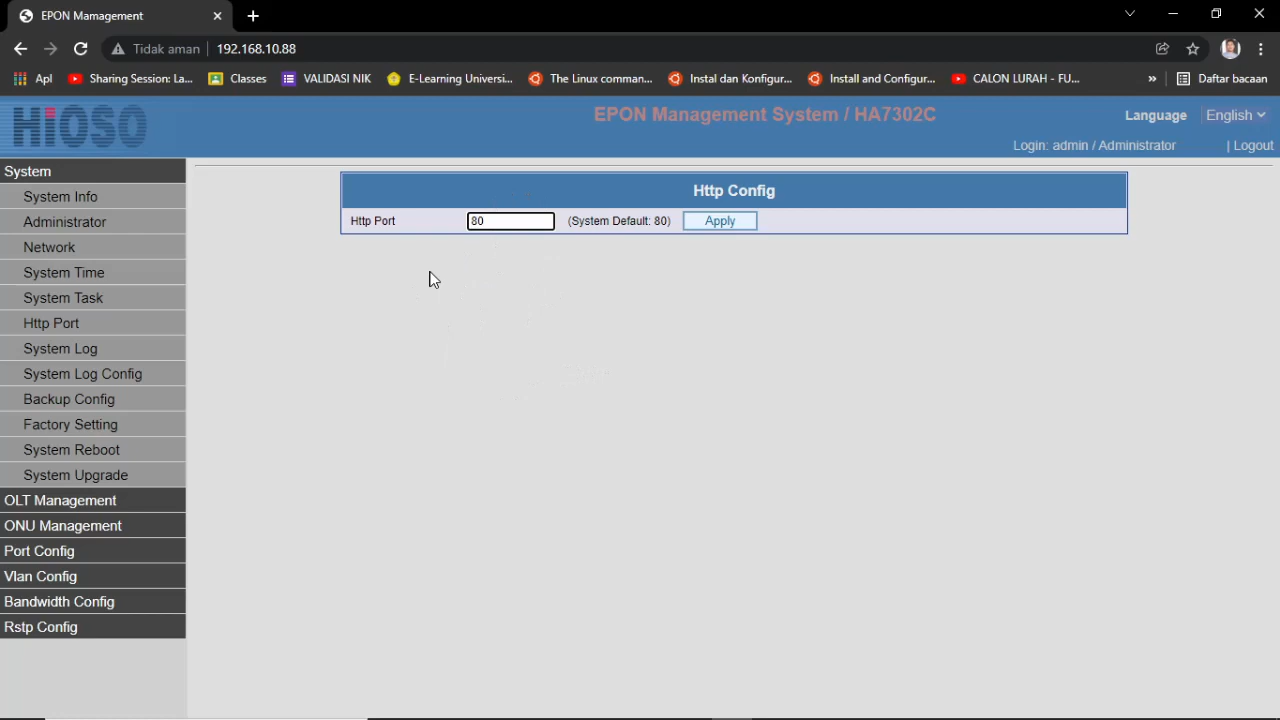 EPON Mamagement
Tidak aman
192.168.10.88
Apl
Sharing Session: La...
Classes
VALIDASI NIK
E-Learning Universi...
The Linux comman...
Instal dan Konfigur...
Install and Configur...
CALON LURAH - FU...
»
Daftar bacaan
HiOSO
EPON Management System / HA7302C
Language
English
Login: admin / Administrator
| Logout
System
System Info
Administrator
Network
System Time
System Task
Http Port
System Log
System Log Config
Backup Config
Factory Setting
System Reboot
System Upgrade
OLT Management
ONU Management
Port Config
Vlan Config
Bandwidth Config
Rstp Config
Http Config
Http Port
80
(System Default: 80)
Apply